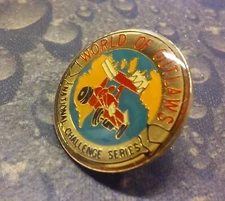 WORLD OF OUTLAWS
NATIONAL CHALLENGE SERIES